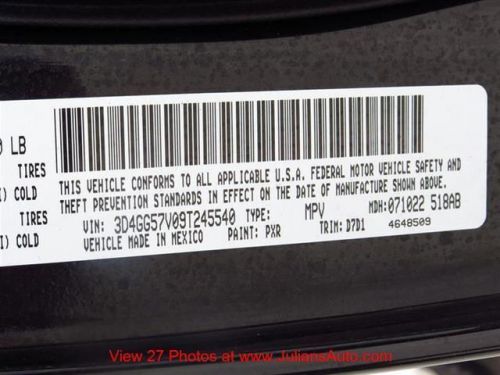 0 LB
TIRES
I) COLD
TIRES
I) COLD
THIS VEHICLE CONFORMS TO ALL APPLICABLE U.S.A. FEDERAL MOTOR VEHICLE SAFETY AND
THEFT PREVENTION STANDARDS IN EFFECT ON THE DATE OF MANUFACTURE SHOWN ABOVE.
VIN: 3D4GG57V09T245540 TYPE: MPV MDH: 071022 518AB
VEHICLE MADE IN MEXICO PAINT: PXR TRIM: D7D1 4648509
View 27 Photos at www.JuliansAuto.com